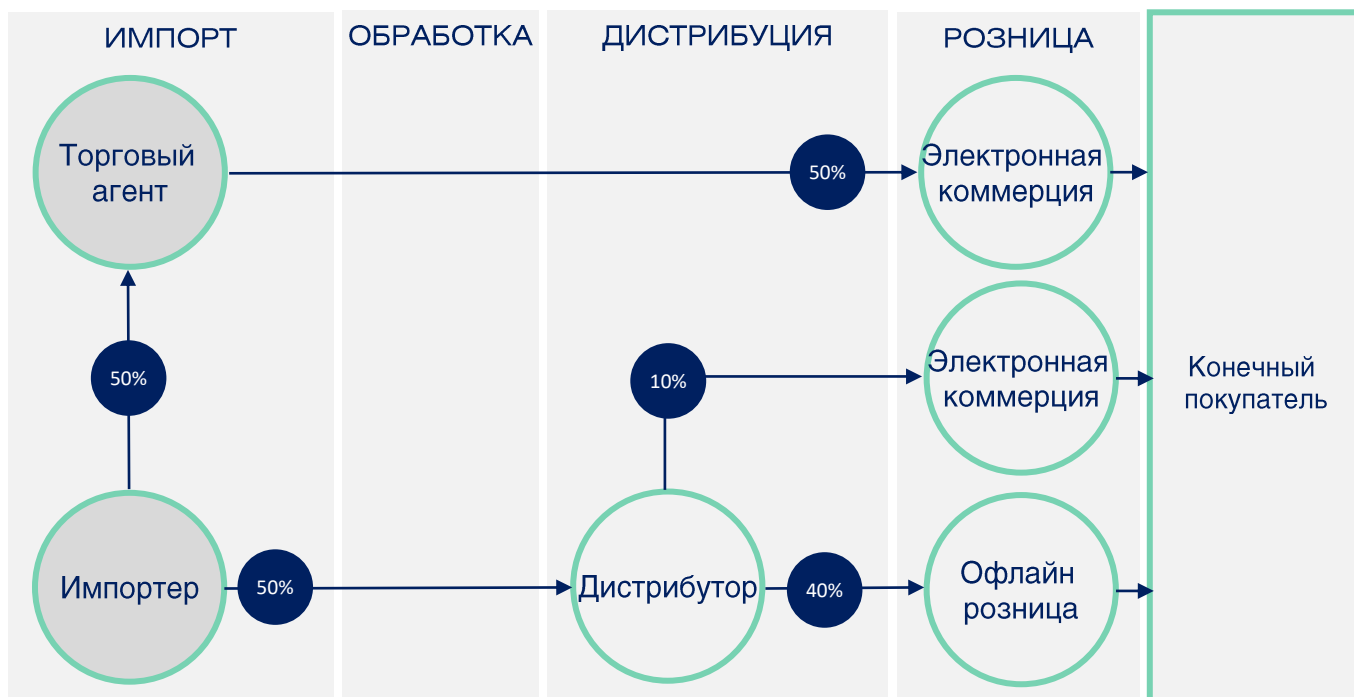 ИМПОРТ
ОБРАБОТКА
ДИСТРИБУЦИЯ
РОЗНИЦА
Торговый
агент
50%
Электронная
коммерция
50%
10%
Электронная
коммерция
Конечный
покупатель
Импортер
50%
Дистрибутор
40%
Офлайн
розница